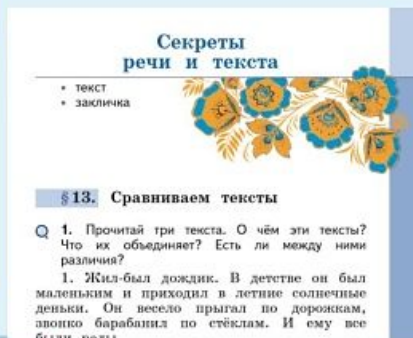 Секреты
речи и текста
• текст
• закличка
§ 13. Сравниваем тексты
1. Прочитай три текста. О чём эти тексты?
Что их объединяет? Есть ли между ними
различия?
1. Жил-был дождик. В детстве он был
маленьким и приходил в летние солнечные
деньки. Он весело прыгал по дорожкам,
звонко барабанил по стёклам. И ему все
были рады